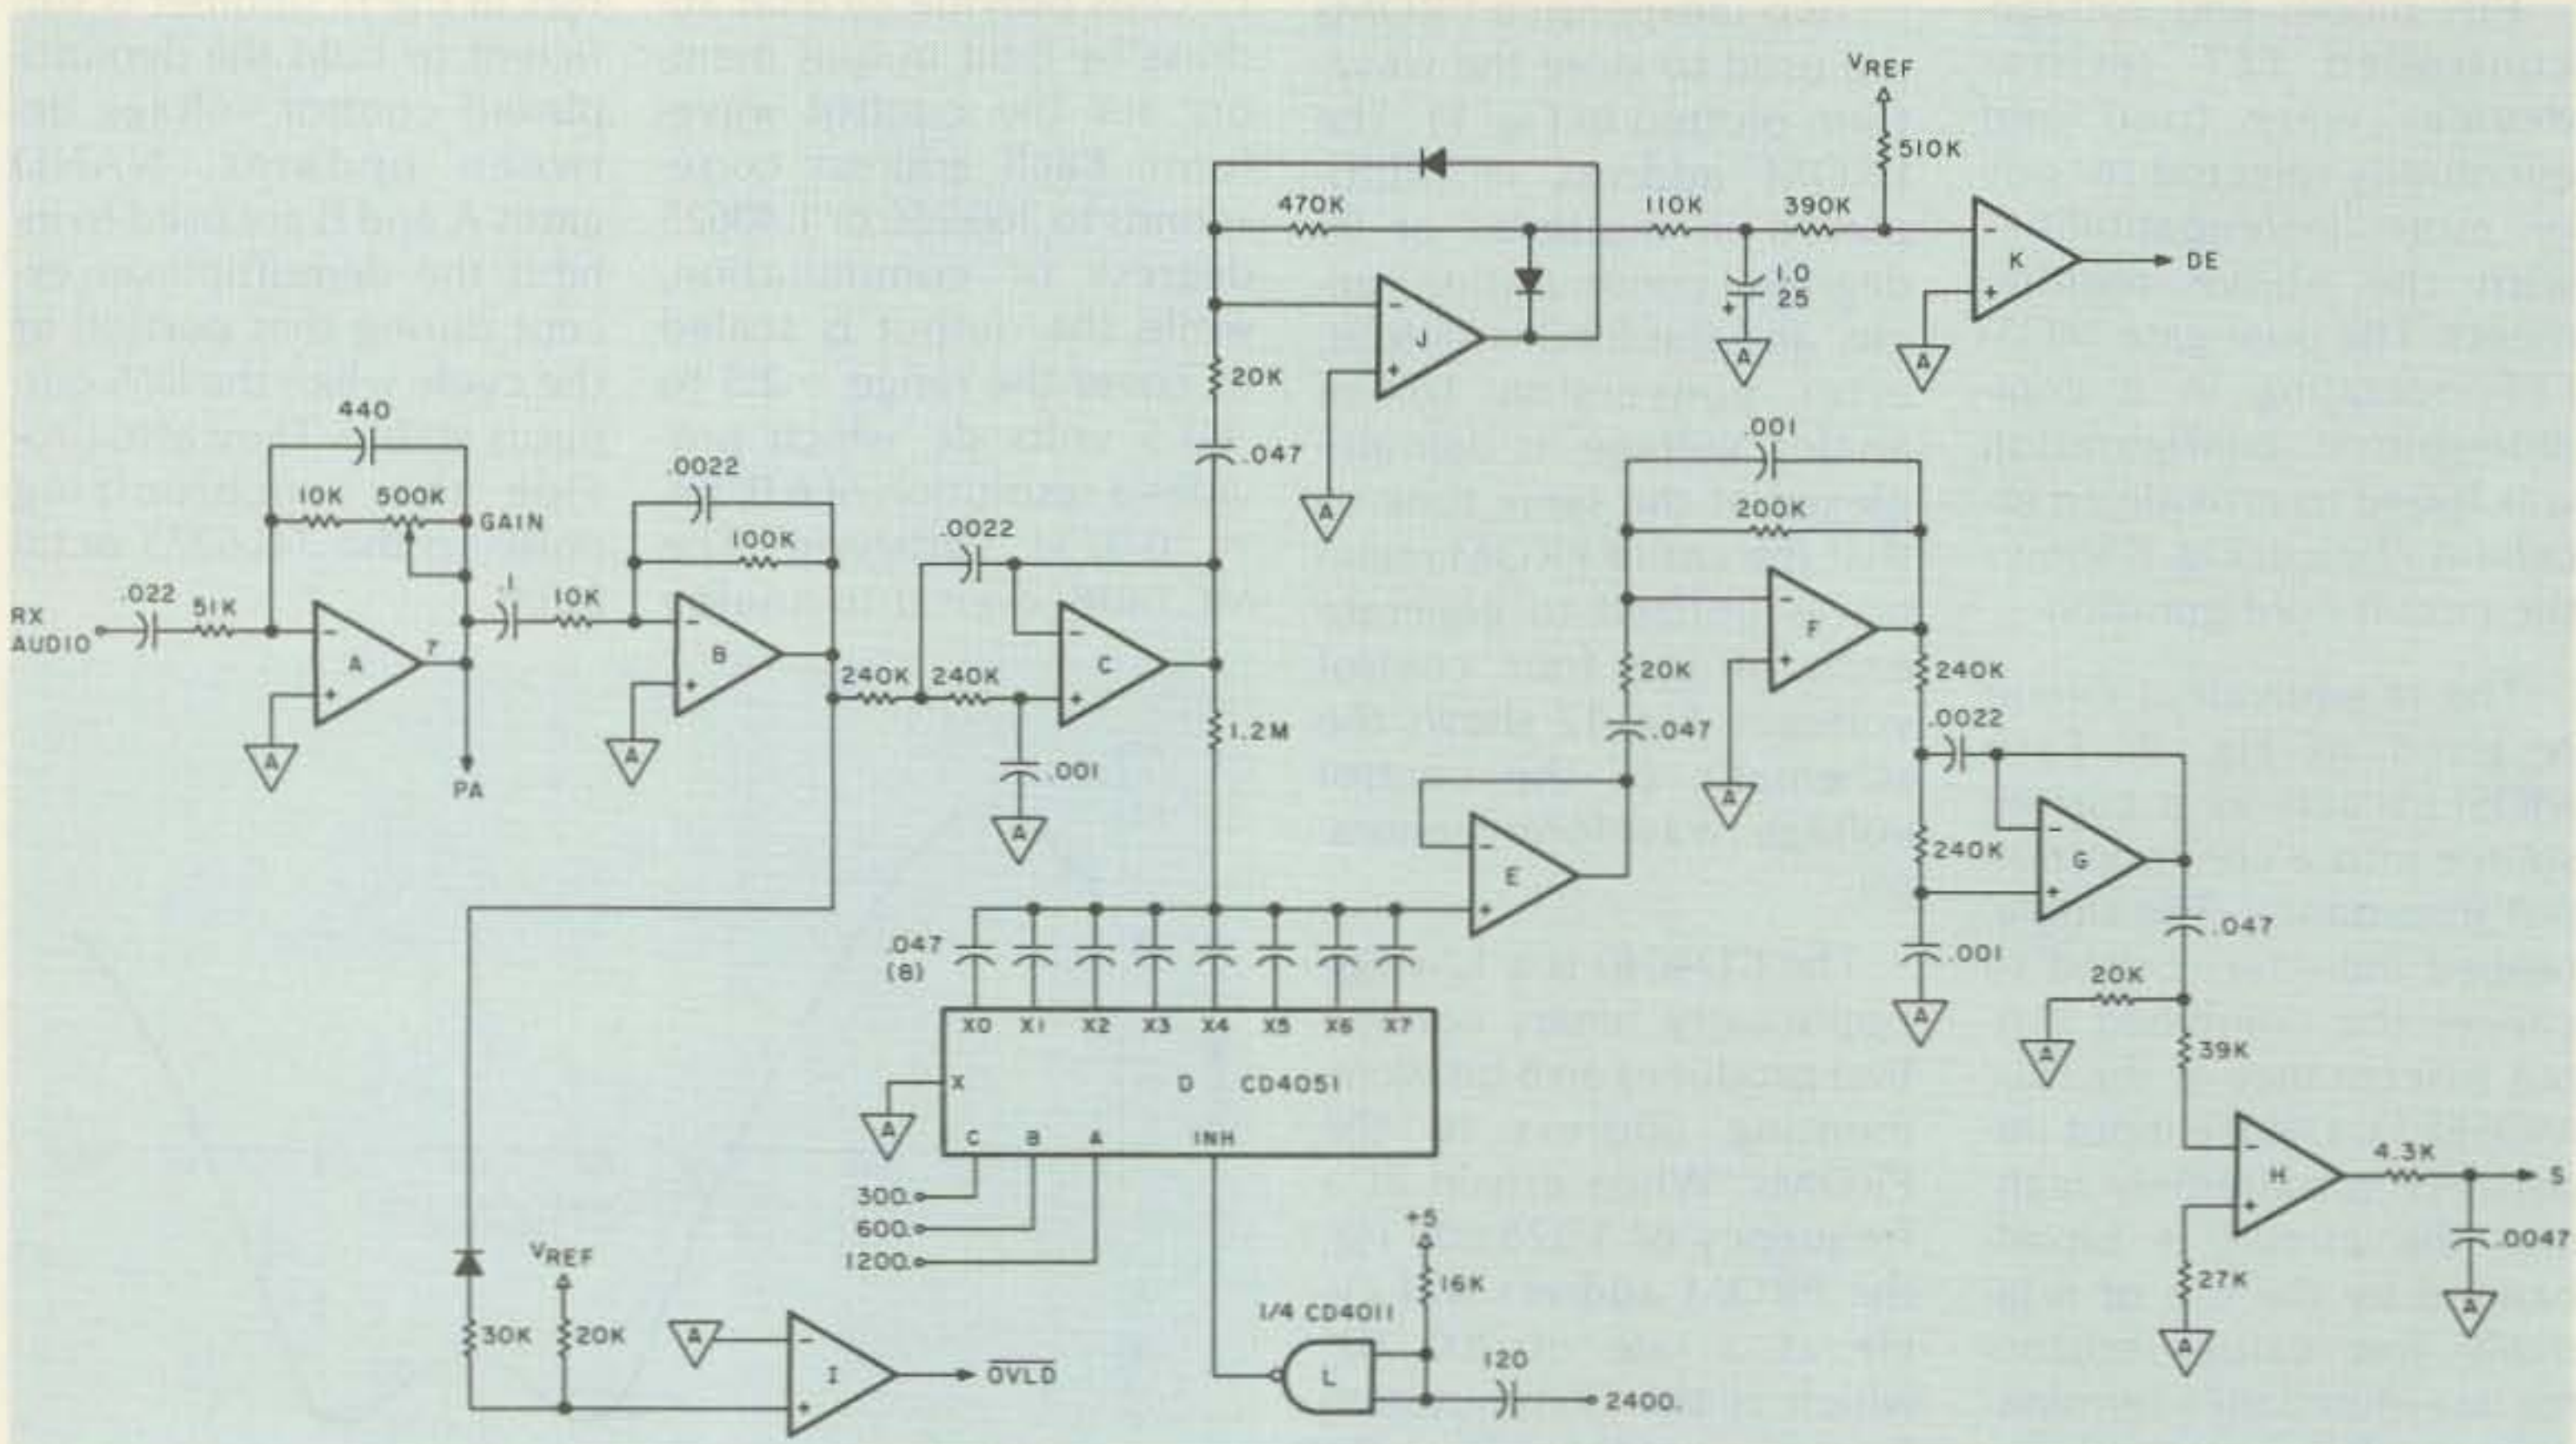 VREF
510K
470K
110K
390K
K
DE
1.0
25
J
20K
.047
A
A
A
440
10K
500K
GAIN
.0022
100K
.0022
.001
200K
RX
AUDIO
.022
51K
A
7
.1
10K
B
240K
240K
C
1.2M
20K
F
240K
.047
.0022
A
PA
A
.001
A
A
240K
G
E
.047
(8)
.001
.047
20K
X0 X1 X2 X3 X4 X5 X6 X7
A
39K
X
D CD4051
A
A
C B A INH
300.
600.
1200.
H
4.3K
S
+5
VREF
16K
27K
.0047
30K
20K
A
1/4 CD4011
A
A
I
OVLD
L
120
2400.